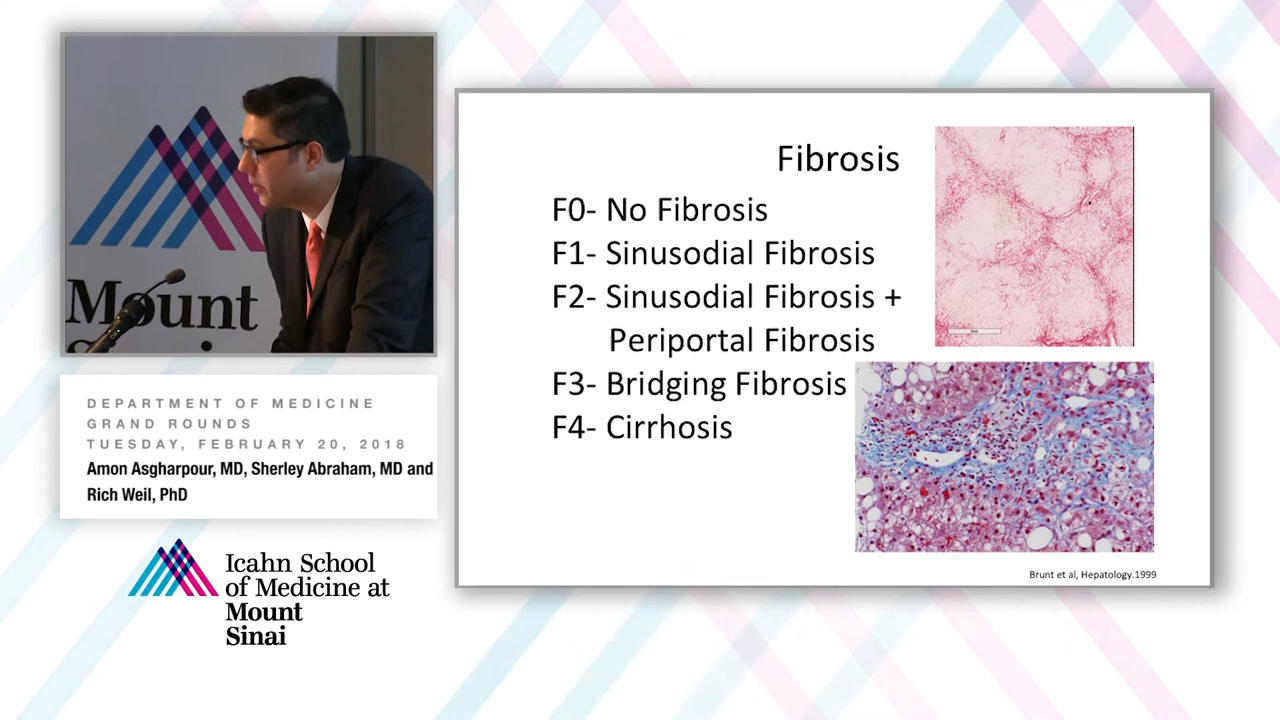 Mount
DEPARTMENT OF MEDICINE
GRAND ROUNDS
TUESDAY, FEBRUARY 20, 2018
Amon Asgharpour, MD, Sherley Abraham, MD and
Rich Weil, PhD
Icahn School
of Medicine at
Mount
Sinai
Fibrosis
F0- No Fibrosis
F1- Sinusodial Fibrosis
F2- Sinusodial Fibrosis +
Periportal Fibrosis
F3- Bridging Fibrosis
F4- Cirrhosis
Brunt et al, Hepatology.1999